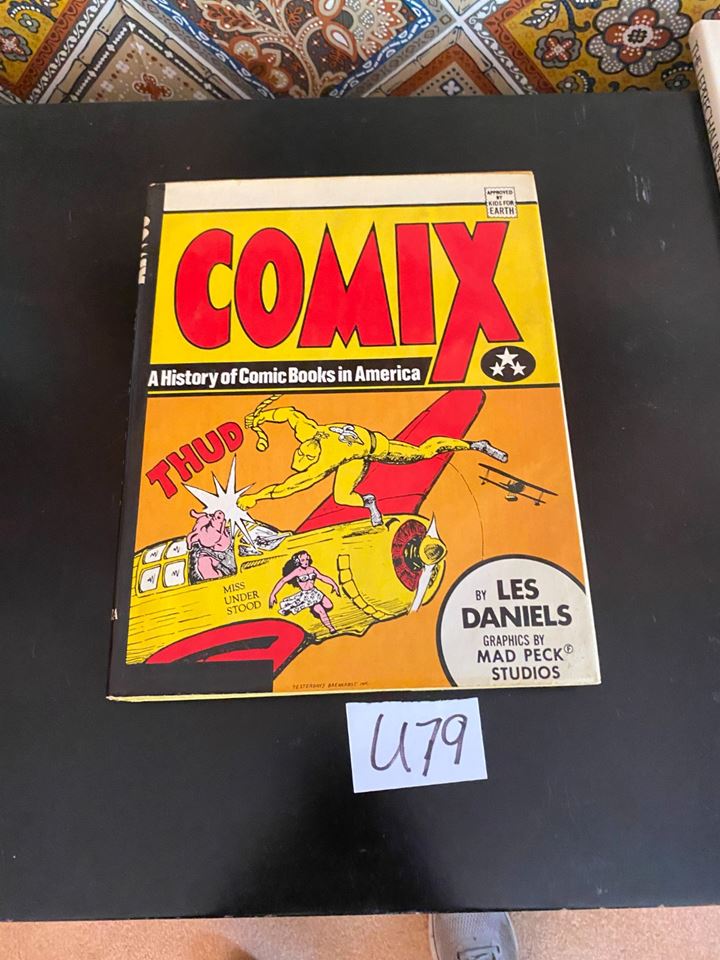 APPROVED
BY
KIDS FOR
EARTH
COMIX
A History of Comic Books in America
THUD
MISS
UNDER
STOOD
BY LES
DANIELS
GRAPHICS BY
MAD PECK
STUDIOS
U79